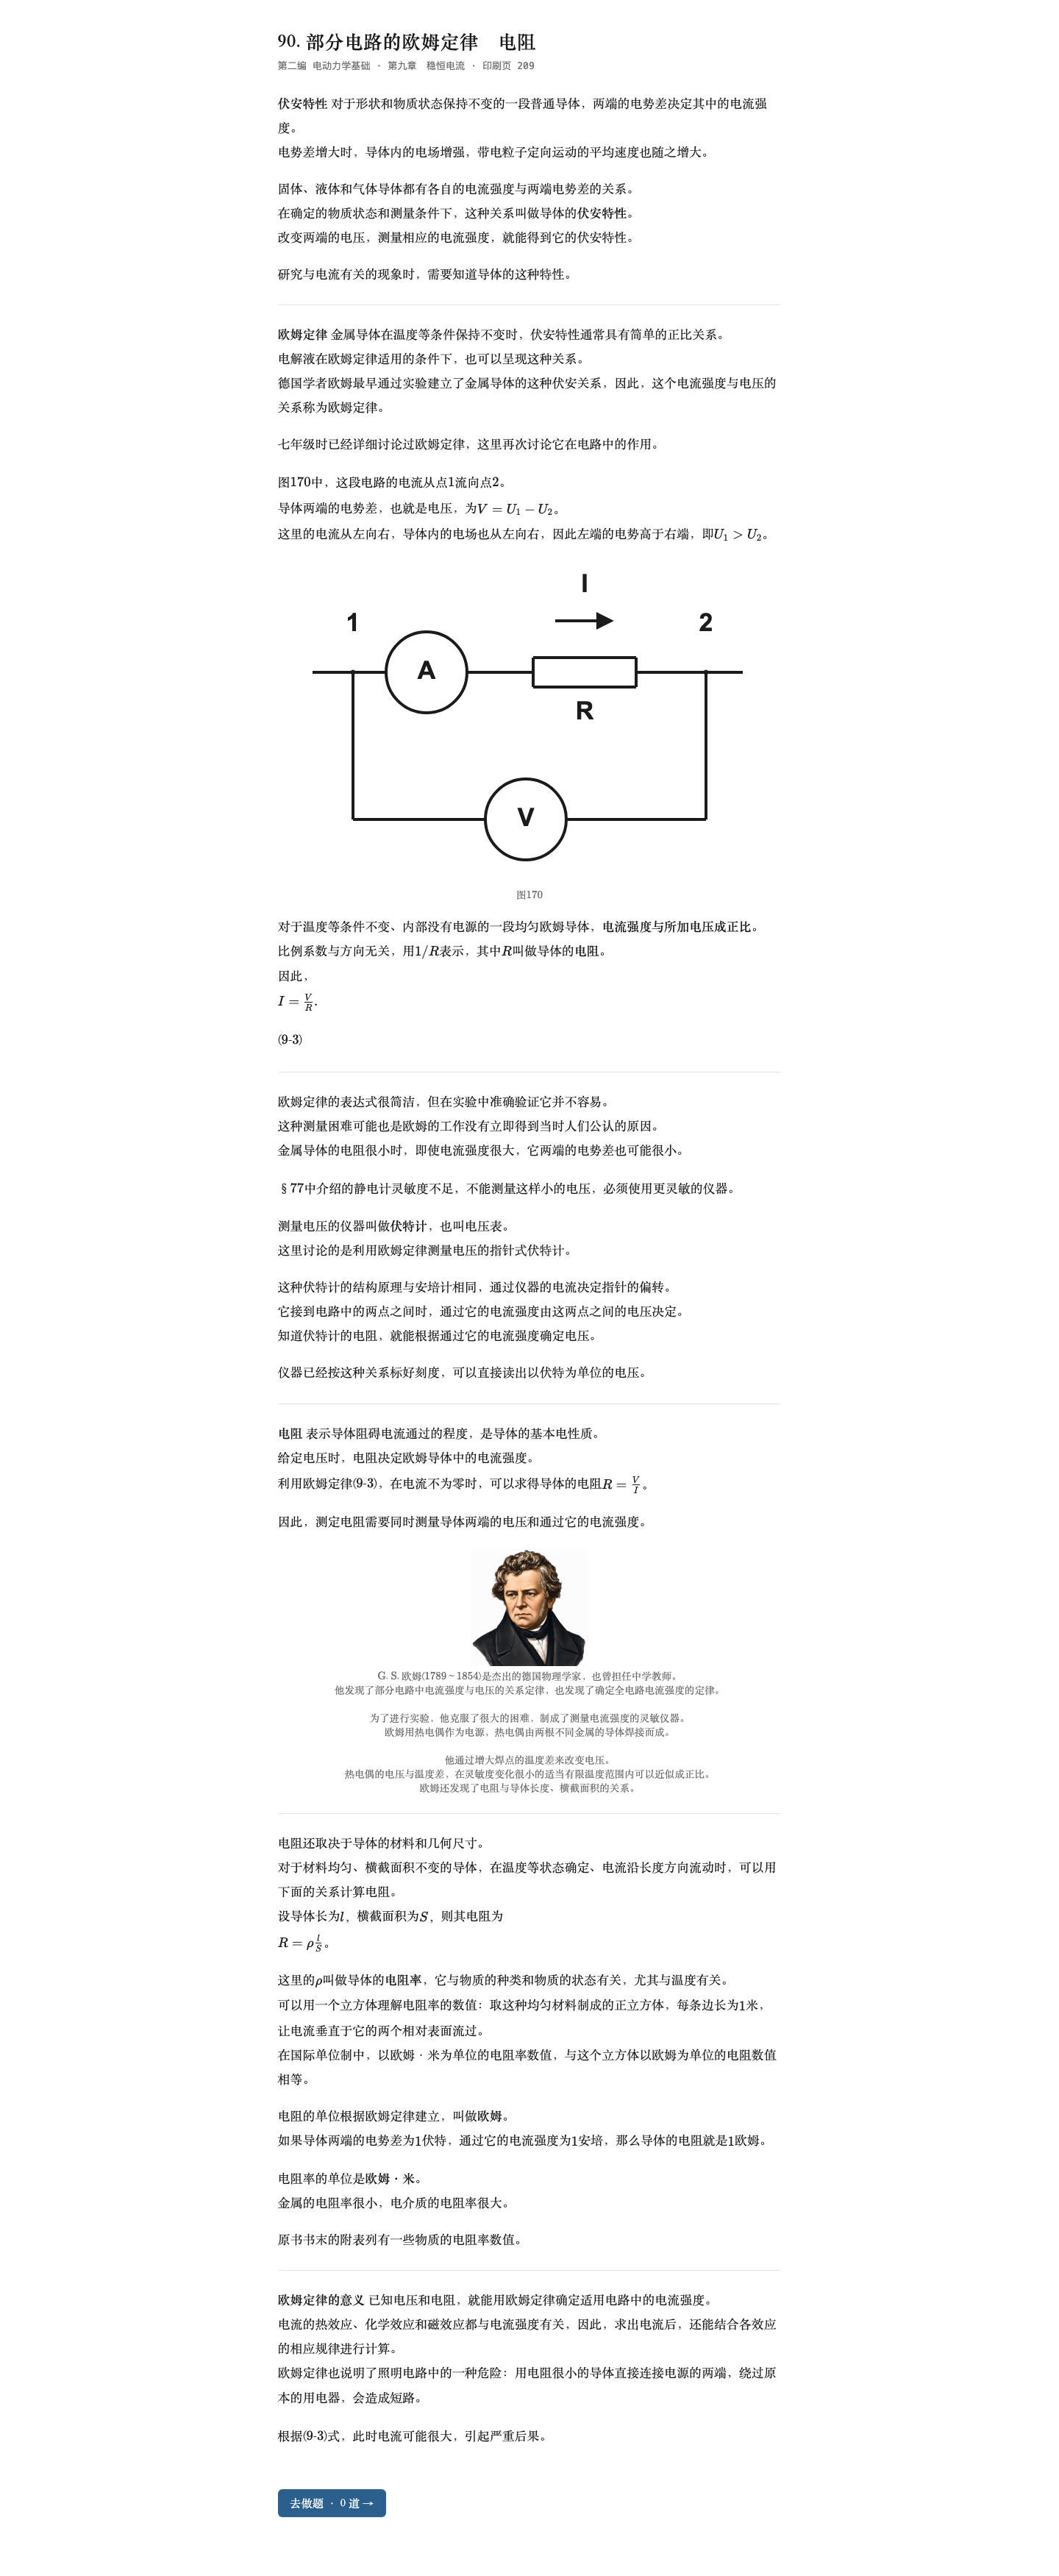 90. 部分电路的欧姆定律　电阻
第二编 电动力学基础 · 第九章　稳恒电流 · 印刷页 209
伏安特性 对于形状和物质状态保持不变的一段普通导体，两端的电势差决定其中的电流强
度。
电势差增大时，导体内的电场增强，带电粒子定向运动的平均速度也随之增大。
固体、液体和气体导体都有各自的电流强度与两端电势差的关系。
在确定的物质状态和测量条件下，这种关系叫做导体的伏安特性。
改变两端的电压，测量相应的电流强度，就能得到它的伏安特性。
研究与电流有关的现象时，需要知道导体的这种特性。
欧姆定律 金属导体在温度等条件保持不变时，伏安特性通常具有简单的正比关系。
电解液在欧姆定律适用的条件下，也可以呈现这种关系。
德国学者欧姆最早通过实验建立了金属导体的这种伏安关系，因此，这个电流强度与电压的
关系称为欧姆定律。
七年级时已经详细讨论过欧姆定律，这里再次讨论它在电路中的作用。
图170中，这段电路的电流从点1流向点2。
导体两端的电势差，也就是电压，为V = U₁ − U₂。
这里的电流从左向右，导体内的电场也从左向右，因此左端的电势高于右端，即U₁ > U₂。
I
1
2
A
R
V
图170
对于温度等条件不变、内部没有电源的一段均匀欧姆导体，电流强度与所加电压成正比。
比例系数与方向无关，用1/R表示，其中R叫做导体的电阻。
因此，
I = V/R.
(9-3)
欧姆定律的表达式很简洁，但在实验中准确验证它并不容易。
这种测量困难可能也是欧姆的工作没有立即得到当时人们公认的原因。
金属导体的电阻很小时，即使电流强度很大，它两端的电势差也可能很小。
§77中介绍的静电计灵敏度不足，不能测量这样小的电压，必须使用更灵敏的仪器。
测量电压的仪器叫做伏特计，也叫电压表。
这里讨论的是利用欧姆定律测量电压的指针式伏特计。
这种伏特计的结构原理与安培计相同，通过仪器的电流决定指针的偏转。
它接到电路中的两点之间时，通过它的电流强度由这两点之间的电压决定。
知道伏特计的电阻，就能根据通过它的电流强度确定电压。
仪器已经按这种关系标好刻度，可以直接读出以伏特为单位的电压。
电阻 表示导体阻碍电流通过的程度，是导体的基本电性质。
给定电压时，电阻决定欧姆导体中的电流强度。
利用欧姆定律(9-3)，在电流不为零时，可以求得导体的电阻R = V/I。
因此，测定电阻需要同时测量导体两端的电压和通过它的电流强度。
G. S. 欧姆(1789～1854)是杰出的德国物理学家，也曾担任中学教师。
他发现了部分电路中电流强度与电压的关系定律，也发现了确定全电路电流强度的定律。
为了进行实验，他克服了很大的困难，制成了测量电流强度的灵敏仪器。
欧姆用热电偶作为电源，热电偶由两根不同金属的导体焊接而成。
他通过增大焊点的温度差来改变电压。
热电偶的电压与温度差，在灵敏度变化很小的适当有限温度范围内可以近似成正比。
欧姆还发现了电阻与导体长度、横截面积的关系。
电阻还取决于导体的材料和几何尺寸。
对于材料均匀、横截面积不变的导体，在温度等状态确定、电流沿长度方向流动时，可以用
下面的关系计算电阻。
设导体长为l，横截面积为S，则其电阻为
R = ρl/S。
这里的ρ叫做导体的电阻率，它与物质的种类和物质的状态有关，尤其与温度有关。
可以用一个立方体理解电阻率的数值：取这种均匀材料制成的正立方体，每条边长为1米，
让电流垂直于它的两个相对表面流过。
在国际单位制中，以欧姆 · 米为单位的电阻率数值，与这个立方体以欧姆为单位的电阻数值
相等。
电阻的单位根据欧姆定律建立，叫做欧姆。
如果导体两端的电势差为1伏特，通过它的电流强度为1安培，那么导体的电阻就是1欧姆。
电阻率的单位是欧姆 · 米。
金属的电阻率很小，电介质的电阻率很大。
原书书末的附表列有一些物质的电阻率数值。
欧姆定律的意义 已知电压和电阻，就能用欧姆定律确定适用电路中的电流强度。
电流的热效应、化学效应和磁效应都与电流强度有关，因此，求出电流后，还能结合各效应
的相应规律进行计算。
欧姆定律也说明了照明电路中的一种危险：用电阻很小的导体直接连接电源的两端，绕过原
本的用电器，会造成短路。
根据(9-3)式，此时电流可能很大，引起严重后果。
去做题 · 0 道 →